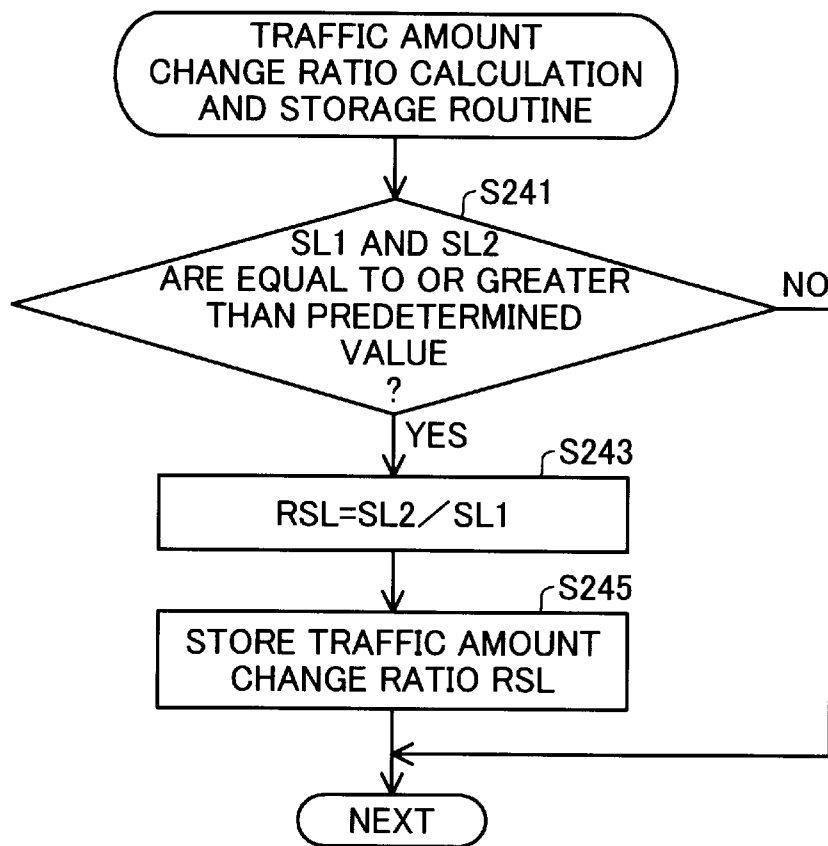 TRAFFIC AMOUNT
CHANGE RATIO CALCULATION
AND STORAGE ROUTINE
S241
SL1 AND SL2
ARE EQUAL TO OR GREATER
THAN PREDETERMINED
VALUE
?
NO
YES
S243
RSL=SL2/SL1
S245
STORE TRAFFIC AMOUNT
CHANGE RATIO RSL
NEXT